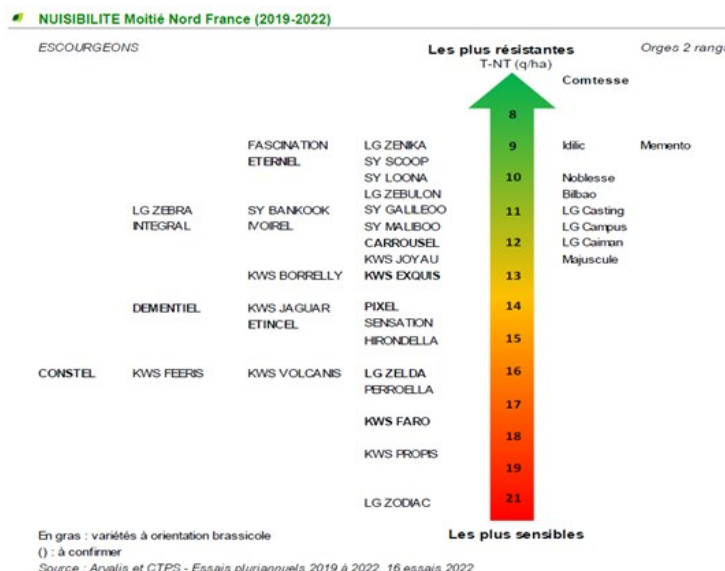 NUISIBILITE Moitié Nord France (2019-2022)
ESCOURGEONS Les plus résistantes Orges 2 rangs
T-NT (q/ha)
Comtesse
8
FASCINATION LG ZENIKA 9 Idilic Memento
ETERNEL SY SCOOP
SY LOONA 10 Noblesse
LG ZEBULON Bilbao
LG ZEBRA SY BANKOOK SY GALILEOO 11 LG Casting
INTEGRAL IVOIREL SY MALIBOO LG Campus
CARROUSEL 12 LG Caiman
KWS JOYAU Majuscule
KWS BORRELLY KWS EXQUIS 13
DEMENTIEL KWS JAGUAR PIXEL 14
ETINCEL SENSATION
HIRONDELLA 15
CONSTEL KWS FEERIS KWS VOLCANIS LG ZELDA 16
PERROELLA
17
KWS FARO
18
KWS PROPIS
19
LG ZODIAC 21
En gras : variétés à orientation brassicole Les plus sensibles
() : à confirmer
Source : Arvalis et CTPS - Essais pluriannuels 2019 à 2022, 16 essais 2022